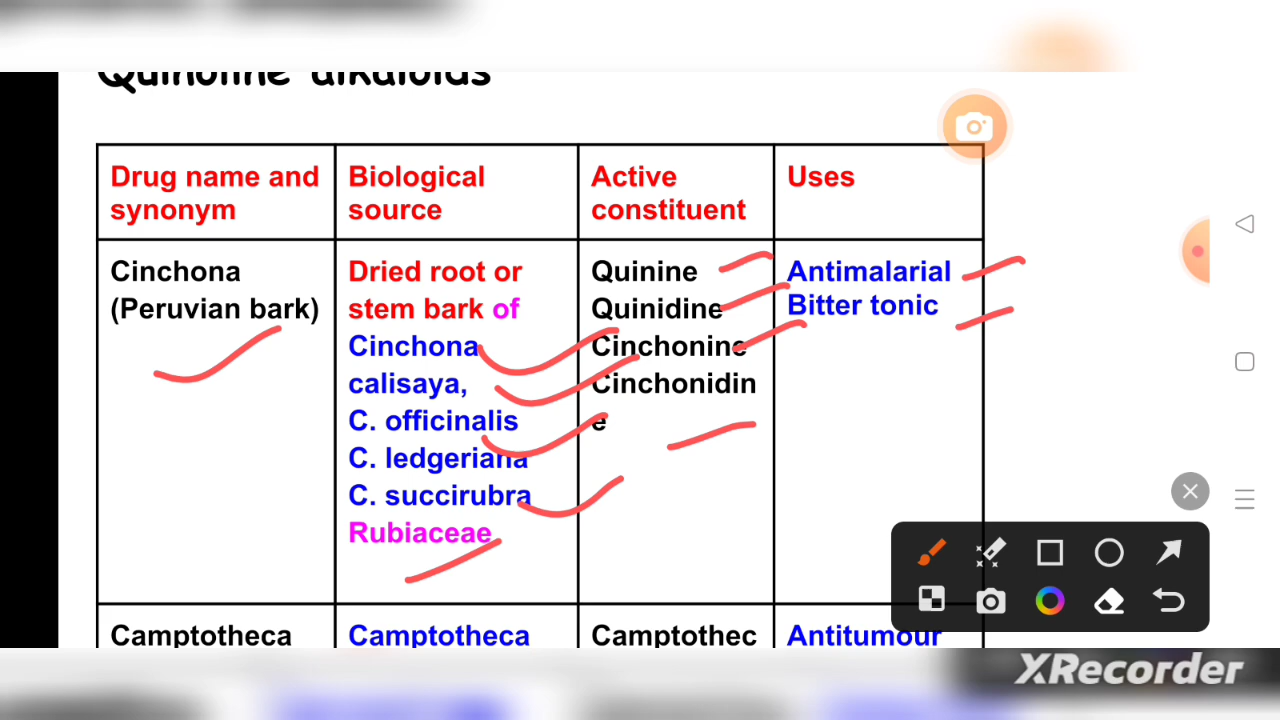 Quinoline alkaloids
Drug name and synonym
Biological source
Active constituent
Uses
Cinchona
(Peruvian bark)
Dried root or
stem bark of
Cinchona
calisaya,
C. officinalis
C. ledgeriana
C. succirubra
Rubiaceae
Quinine
Quinidine
Cinchonine
Cinchonidin
e
Antimalarial
Bitter tonic
Camptotheca
Camptotheca
Camptothec
Antitumour
XRecorder